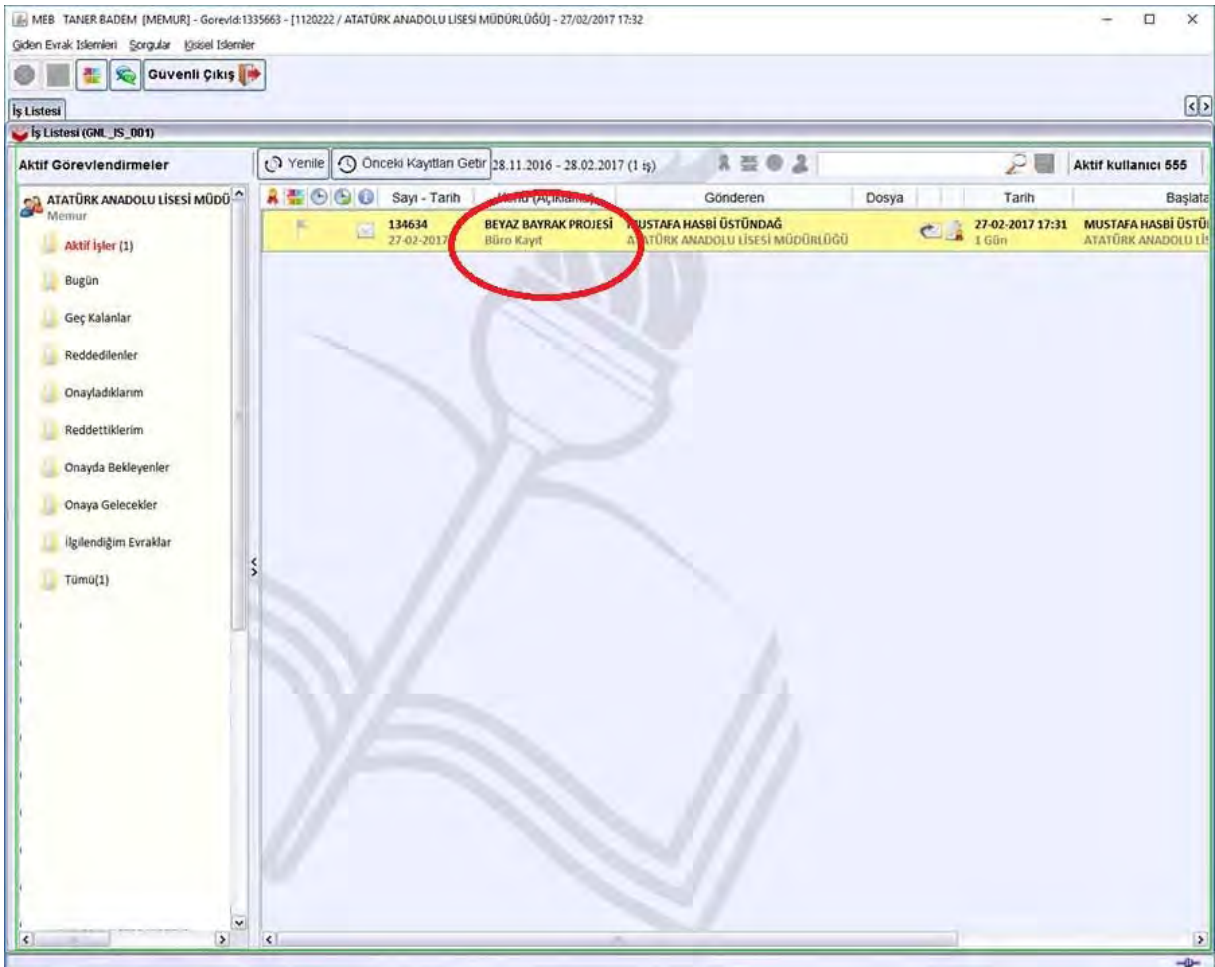 MEB TANER BADEM [MEMUR] - GorevId:1335663 - [1120222 / ATATÜRK ANADOLU LİSESİ MÜDÜRLÜĞÜ] - 27/02/2017 17:32
Giden Evrak Islemleri Sorgular Kisisel Islemler
Güvenli Çıkış
İş Listesi
İş Listesi (GNL_IS_001)
Aktif Görevlendirmeler
Yenile Önceki Kayıtları Getir 28.11.2016 - 28.02.2017 (1 iş) Aktif kullanıcı 555
ATATÜRK ANADOLU LİSESİ MÜDÜ
Memur
Aktif İşler (1)
Bugün
Geç Kalanlar
Reddedilenler
Onayladıklarım
Reddettiklerim
Onayda Bekleyenler
Onaya Gelecekler
İlgilendiğim Evraklar
Tümü(1)
Sayı - Tarih Konu (Açıklama) Gönderen Dosya Tarih Başlata
134634 BEYAZ BAYRAK PROJESİ MUSTAFA HASBİ ÜSTÜNDAĞ 27-02-2017 17:31 MUSTAFA HASBİ ÜSTÜ
27-02-2017 Büro Kayıt ATATÜRK ANADOLU LİSESİ MÜDÜRLÜĞÜ 1 Gün ATATÜRK ANADOLU LİS